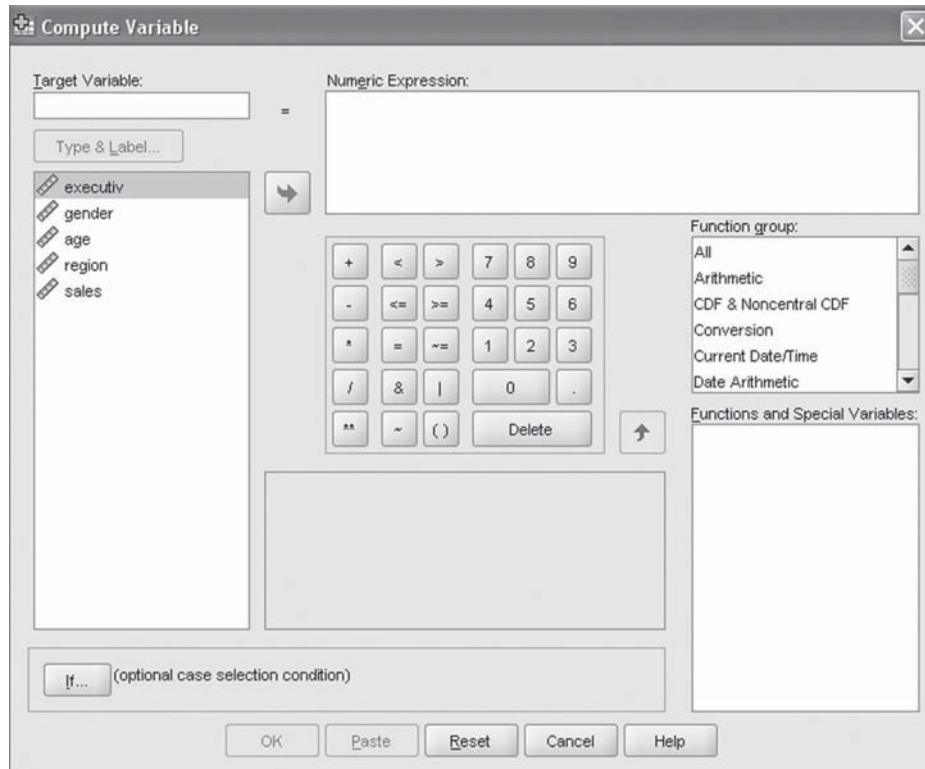 Compute Variable
Target Variable:
=
Numeric Expression:
Type & Label...
executiv
gender
age
region
sales
+ < > 7 8 9
- <= >= 4 5 6
* = ~= 1 2 3
/ & | 0 .
** ~ ( ) Delete
Function group:
All
Arithmetic
CDF & Noncentral CDF
Conversion
Current Date/Time
Date Arithmetic
Functions and Special Variables:
If... (optional case selection condition)
OK Paste Reset Cancel Help